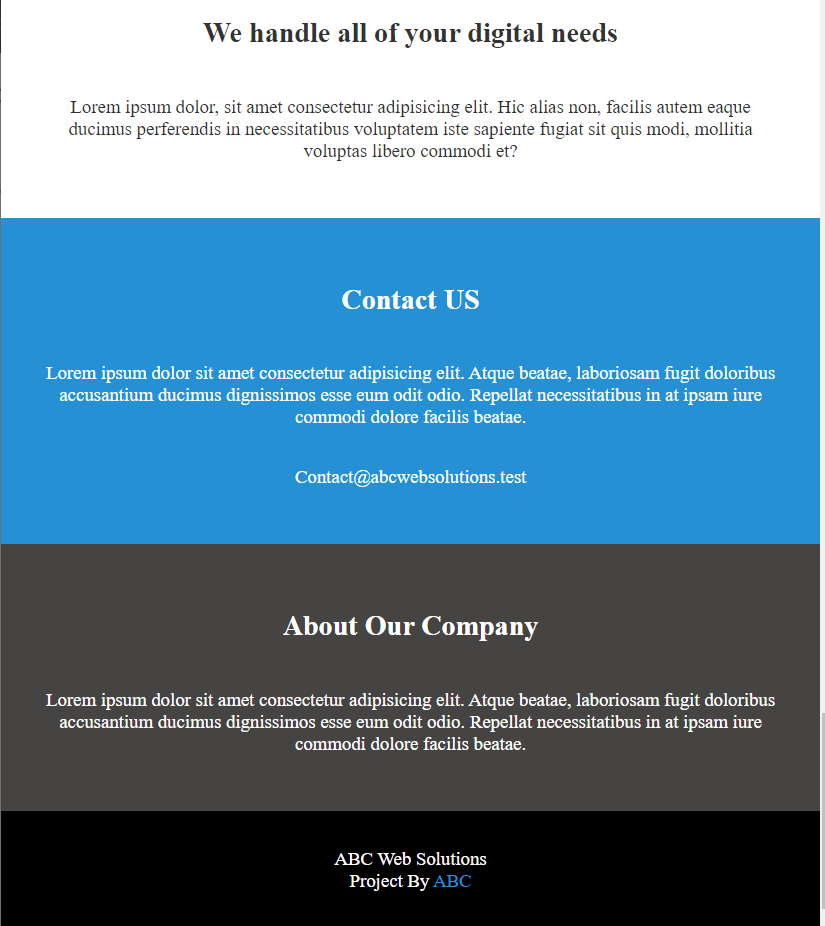 We handle all of your digital needs
Lorem ipsum dolor, sit amet consectetur adipisicing elit. Hic alias non, facilis autem eaque
ducimus perferendis in necessitatibus voluptatem iste sapiente fugiat sit quis modi, mollitia
voluptas libero commodi et?
Contact US
Lorem ipsum dolor sit amet consectetur adipisicing elit. Atque beatae, laboriosam fugit doloribus
accusantium ducimus dignissimos esse eum odit odio. Repellat necessitatibus in at ipsam iure
commodi dolore facilis beatae.
Contact@abcwebsolutions.test
About Our Company
Lorem ipsum dolor sit amet consectetur adipisicing elit. Atque beatae, laboriosam fugit doloribus
accusantium ducimus dignissimos esse eum odit odio. Repellat necessitatibus in at ipsam iure
commodi dolore facilis beatae.
ABC Web Solutions
Project By ABC